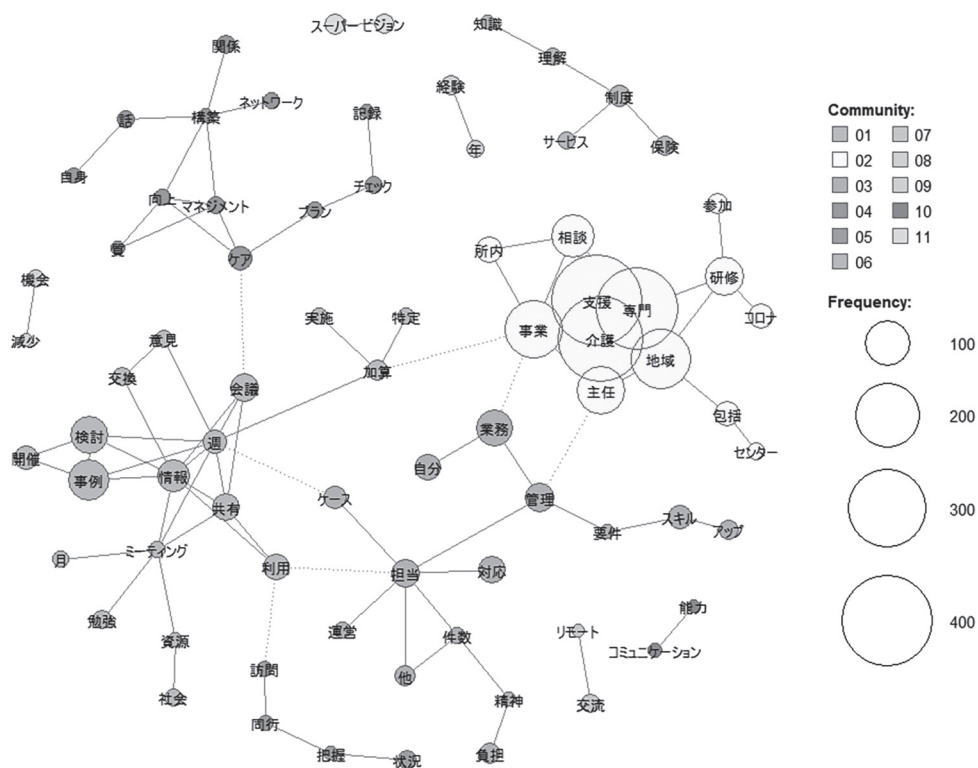 スーパービジョン
知識
関係
理解
経験
制度
ネットワーク
記録
構築
話
サービス
保険
年
自身
チェック
向上
マネジメント
プラン
参加
相談
所内
質
ケア
機会
研修
支援
専門
コロナ
実施
特定
事業
減少
意見
介護
地域
交換
加算
会議
主任
包括
検討
週
業務
センター
開催
自分
事例
情報
ケース
管理
共有
スキル
アップ
要件
ミーティング
月
利用
担当
対応
能力
勉強
運営
件数
リモート
資源
コミュニケーション
訪問
他
社会
精神
交流
同行
把握
状況
負担
Community:
01 07
02 08
03 09
04 10
05 11
06
Frequency:
100
200
300
400